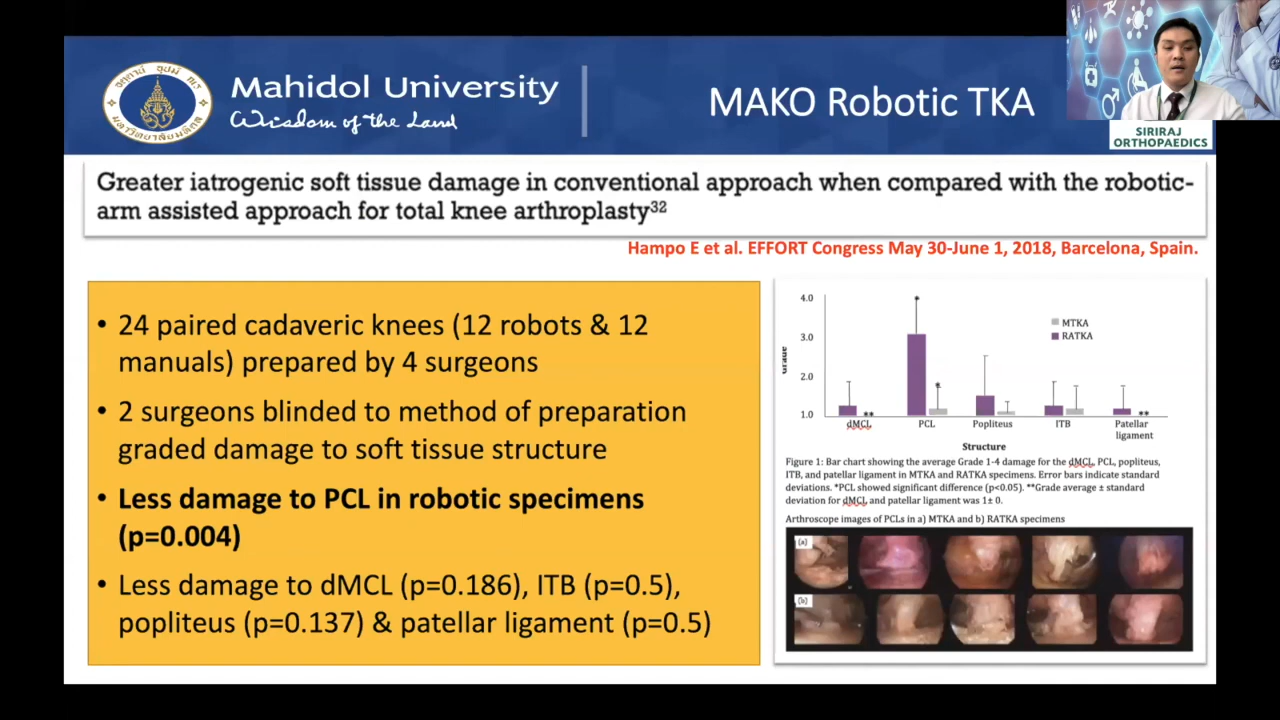 Mahidol University
Wisdom of the Land
MAKO Robotic TKA
SIRIRAJ
ORTHOPAEDICS
Greater iatrogenic soft tissue damage in conventional approach when compared with the robotic-
arm assisted approach for total knee arthroplasty³²
Hampo E et al. EFFORT Congress May 30-June 1, 2018, Barcelona, Spain.
• 24 paired cadaveric knees (12 robots & 12
manuals) prepared by 4 surgeons
• 2 surgeons blinded to method of preparation
graded damage to soft tissue structure
• Less damage to PCL in robotic specimens
(p=0.004)
• Less damage to dMCL (p=0.186), ITB (p=0.5),
popliteus (p=0.137) & patellar ligament (p=0.5)
4.0
3.0
2.0
1.0
*
*
**
**
MTKA
RATKA
dMCL
PCL
Popliteus
ITB
Patellar
ligament
Structure
Figure 1: Bar chart showing the average Grade 1-4 damage for the dMCL, PCL, popliteus,
ITB, and patellar ligament in MTKA and RATKA specimens. Error bars indicate standard
deviations. *PCL showed significant difference (p<0.05). **Grade average ± standard
deviation for dMCL and patellar ligament was 1± 0.
Arthroscope images of PCLs in a) MTKA and b) RATKA specimens
(a)
(b)